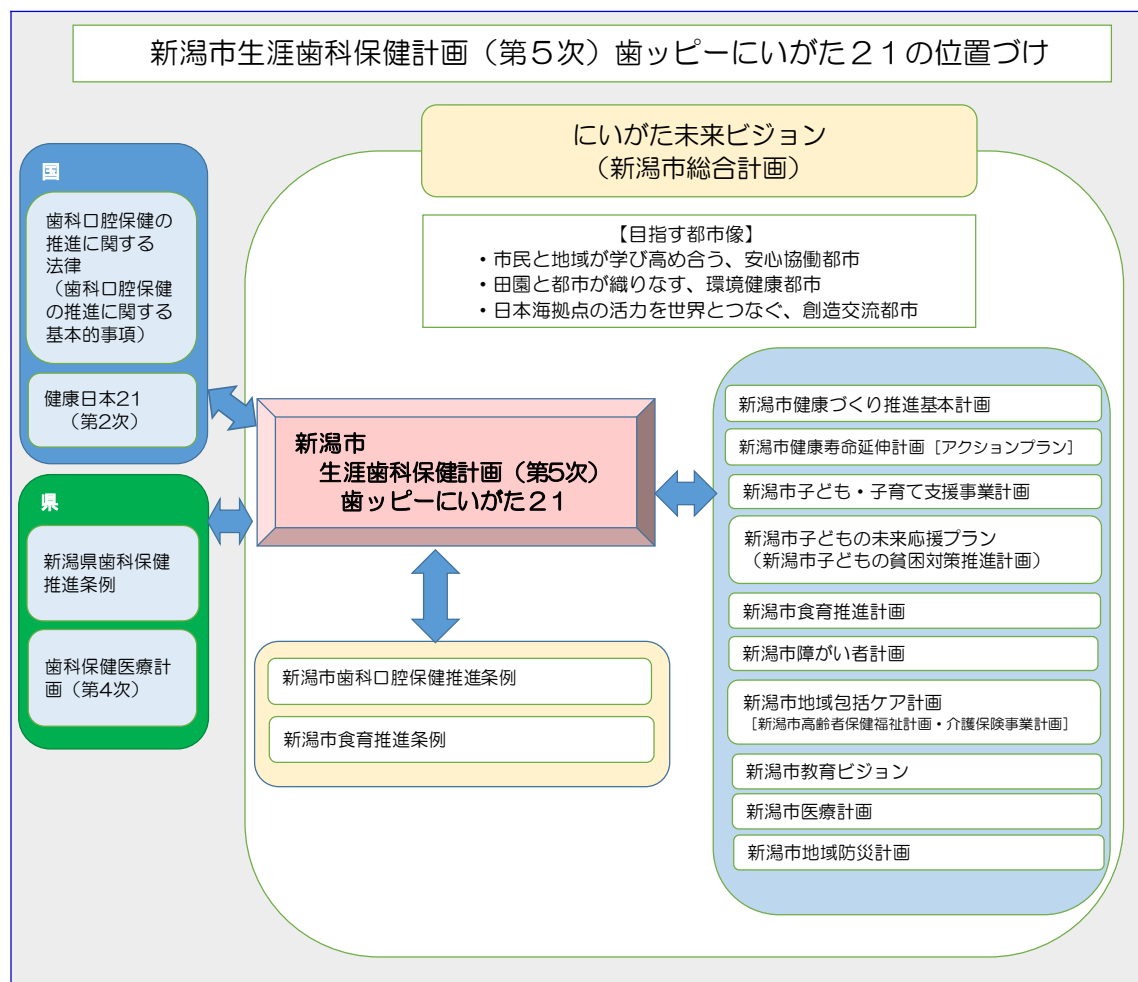 新潟市生涯歯科保健計画（第５次）歯ッピーにいがた２１の位置づけ
にいがた未来ビジョン
（新潟市総合計画）
【目指す都市像】
・市民と地域が学び高め合う、安心協働都市
・田園と都市が織りなす、環境健康都市
・日本海拠点の活力を世界とつなぐ、創造交流都市
国
歯科口腔保健の
推進に関する
法律
（歯科口腔保健
の推進に関する
基本的事項）
健康日本21
（第2次）
県
新潟県歯科保健
推進条例
歯科保健医療計
画（第4次）
新潟市
生涯歯科保健計画（第5次）
歯ッピーにいがた２１
新潟市歯科口腔保健推進条例
新潟市食育推進条例
新潟市健康づくり推進基本計画
新潟市健康寿命延伸計画［アクションプラン］
新潟市子ども・子育て支援事業計画
新潟市子どもの未来応援プラン
（新潟市子どもの貧困対策推進計画）
新潟市食育推進計画
新潟市障がい者計画
新潟市地域包括ケア計画
［新潟市高齢者保健福祉計画・介護保険事業計画］
新潟市教育ビジョン
新潟市医療計画
新潟市地域防災計画